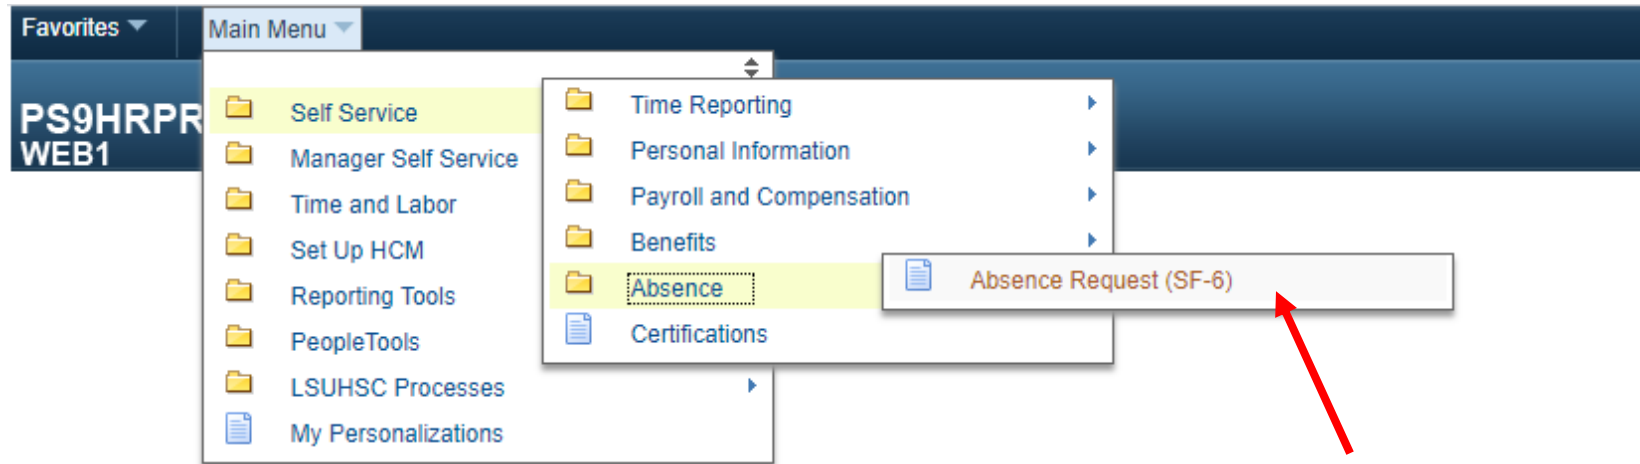 Favorites Main Menu
PS9HRPR
WEB1
Self Service
Manager Self Service
Time and Labor
Set Up HCM
Reporting Tools
PeopleTools
LSUHSC Processes
My Personalizations
Time Reporting
Personal Information
Payroll and Compensation
Benefits
Absence
Certifications
Absence Request (SF-6)